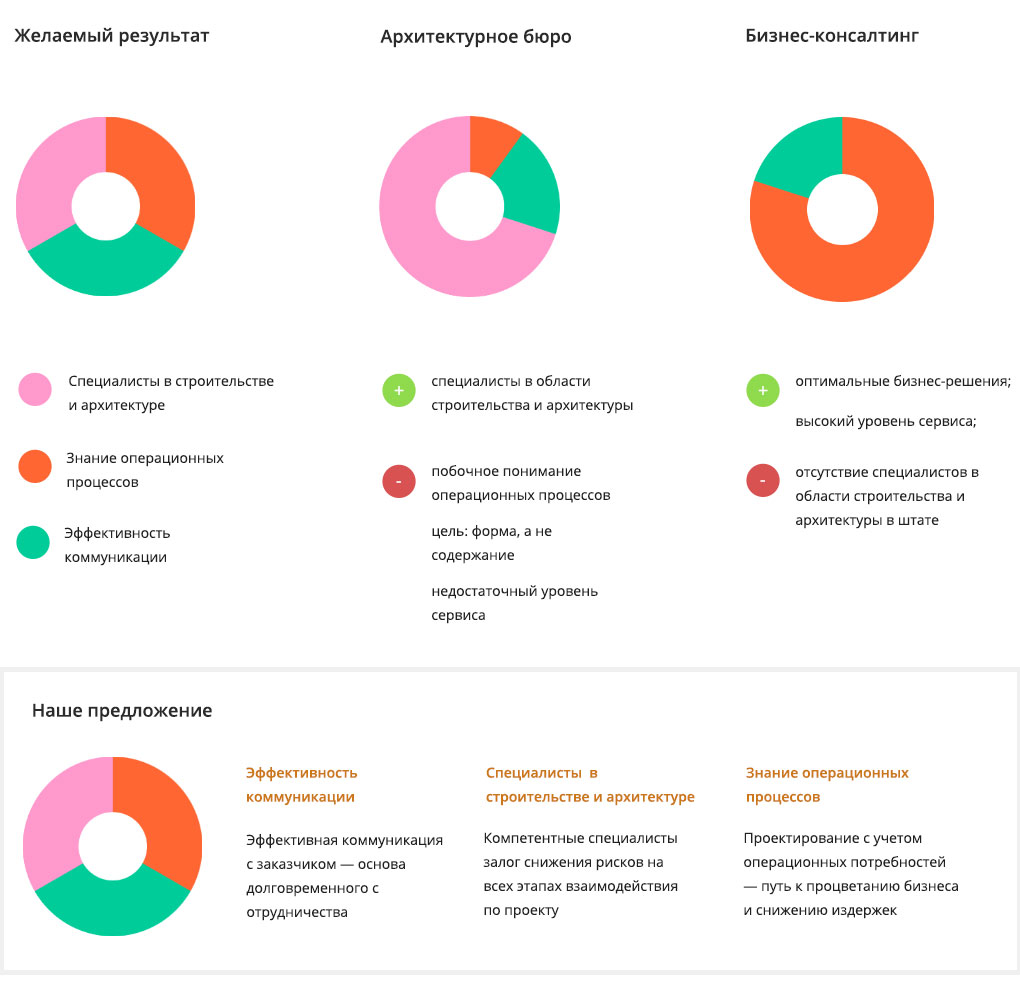 Желаемый результат
Архитектурное бюро
Бизнес-консалтинг
Специалисты в строительстве
и архитектуре
Знание операционных
процессов
Эффективность
коммуникации
+
специалисты в области
строительства и архитектуры
-
побочное понимание
операционных процессов
цель: форма, а не
содержание
недостаточный уровень
сервиса
+
оптимальные бизнес-решения;
высокий уровень сервиса;
-
отсутствие специалистов в
области строительства и
архитектуры в штате
Наше предложение
Эффективность
коммуникации
Эффективная коммуникация
с заказчиком — основа
долговременного с
отрудничества
Специалисты в
строительстве и архитектуре
Компетентные специалисты
залог снижения рисков на
всех этапах взаимодействия
по проекту
Знание операционных
процессов
Проектирование с учетом
операционных потребностей
— путь к процветанию бизнеса
и снижению издержек